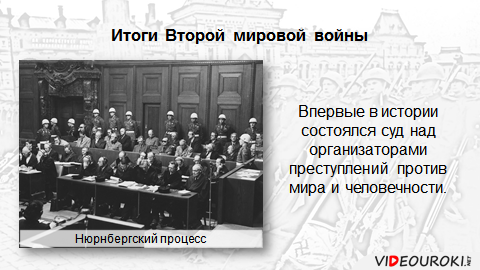 Итоги Второй мировой войны
Впервые в истории
состоялся суд над
организаторами
преступлений против
мира и человечности.
Нюрнбергский процесс
VIDEOUROKI.NET